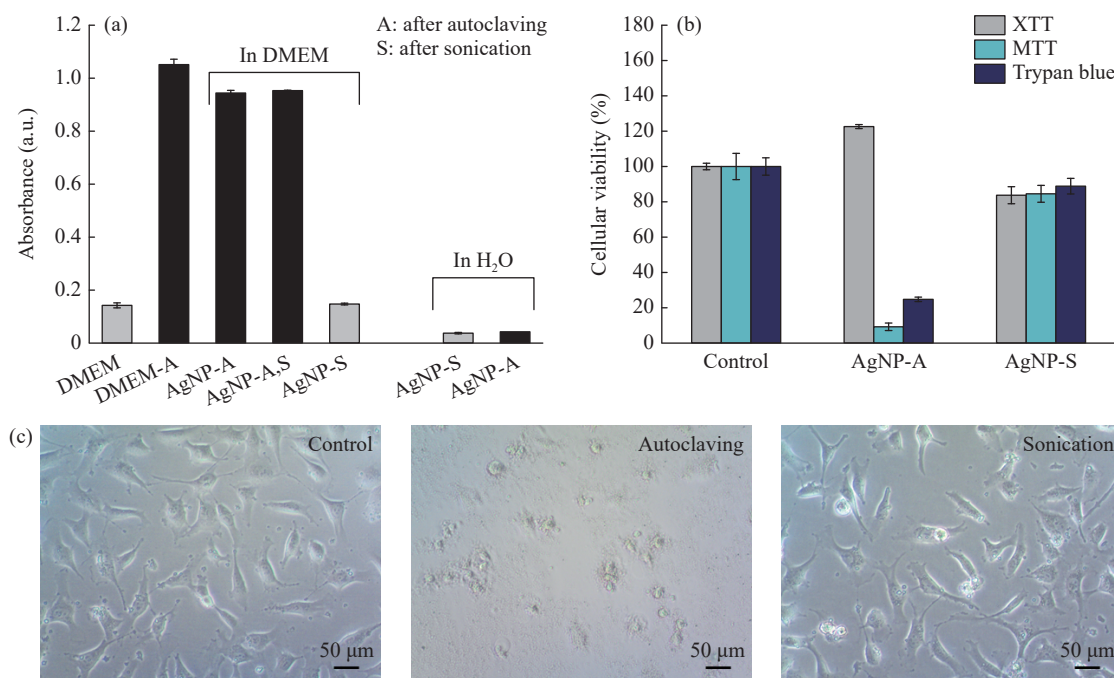 (a)
A: after autoclaving
S: after sonication
In DMEM
In H₂O
Absorbance (a.u.)
1.2
1.0
0.8
0.6
0.4
0.2
0
DMEM
DMEM-A
AgNP-A
AgNP-A,S
AgNP-S
AgNP-S
AgNP-A
(b)
XTT
MTT
Trypan blue
Cellular viability (%)
180
160
140
120
100
80
60
40
20
0
Control
AgNP-A
AgNP-S
(c)
Control
50 μm
Autoclaving
50 μm
Sonication
50 μm